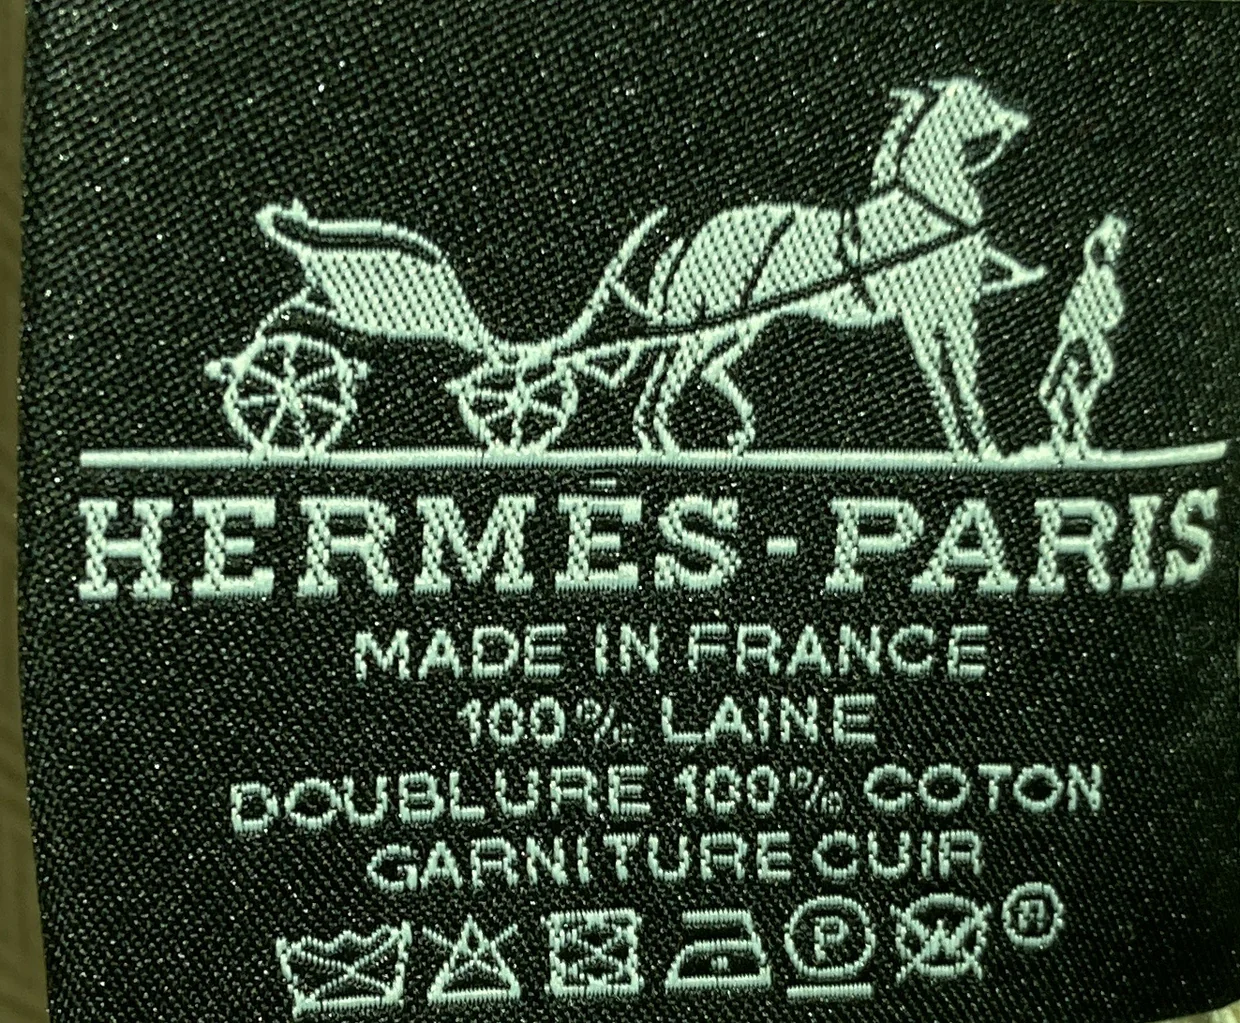 HERMÈS-PARIS
MADE IN FRANCE
100% LAINE
DOUBLURE 100% COTON
GARNITURE CUIR
P W ®